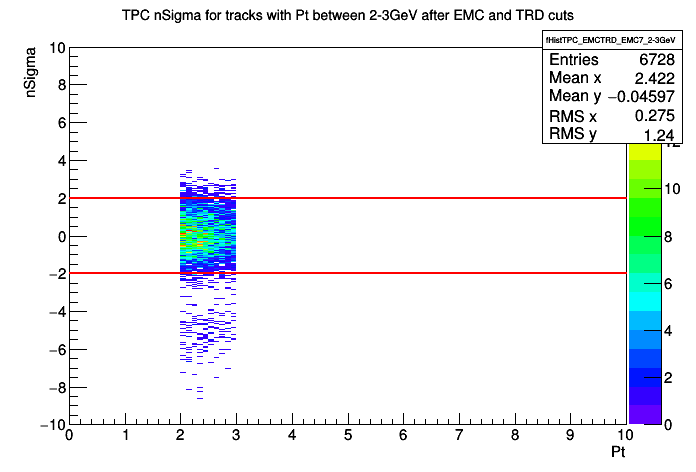 TPC nSigma for tracks with Pt between 2-3GeV after EMC and TRD cuts
fHistTPC_EMCTRD_EMC7_2-3GeV
Entries 6728
Mean x 2.422
Mean y −0.04597
RMS x 0.275
RMS y 1.24
nSigma
10
8
6
4
2
0
−2
−4
−6
−8
−10
0 1 2 3 4 5 6 7 8 9 10
Pt
12
10
8
6
4
2
0